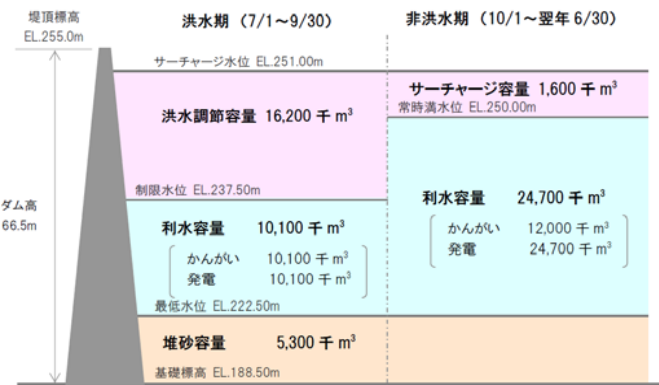 堤頂標高
EL.255.0m
洪水期（7/1～9/30）
非洪水期（10/1～翌年6/30）
サーチャージ水位 EL.251.00m
サーチャージ容量 1,600 千 m³
常時満水位 EL.250.00m
洪水調節容量 16,200 千 m³
制限水位 EL.237.50m
ダム高
66.5m
利水容量 10,100 千 m³
かんがい 10,100 千 m³
発電 10,100 千 m³
利水容量 24,700 千 m³
かんがい 12,000 千 m³
発電 24,700 千 m³
最低水位 EL.222.50m
堆砂容量 5,300 千 m³
基礎標高 EL.188.50m